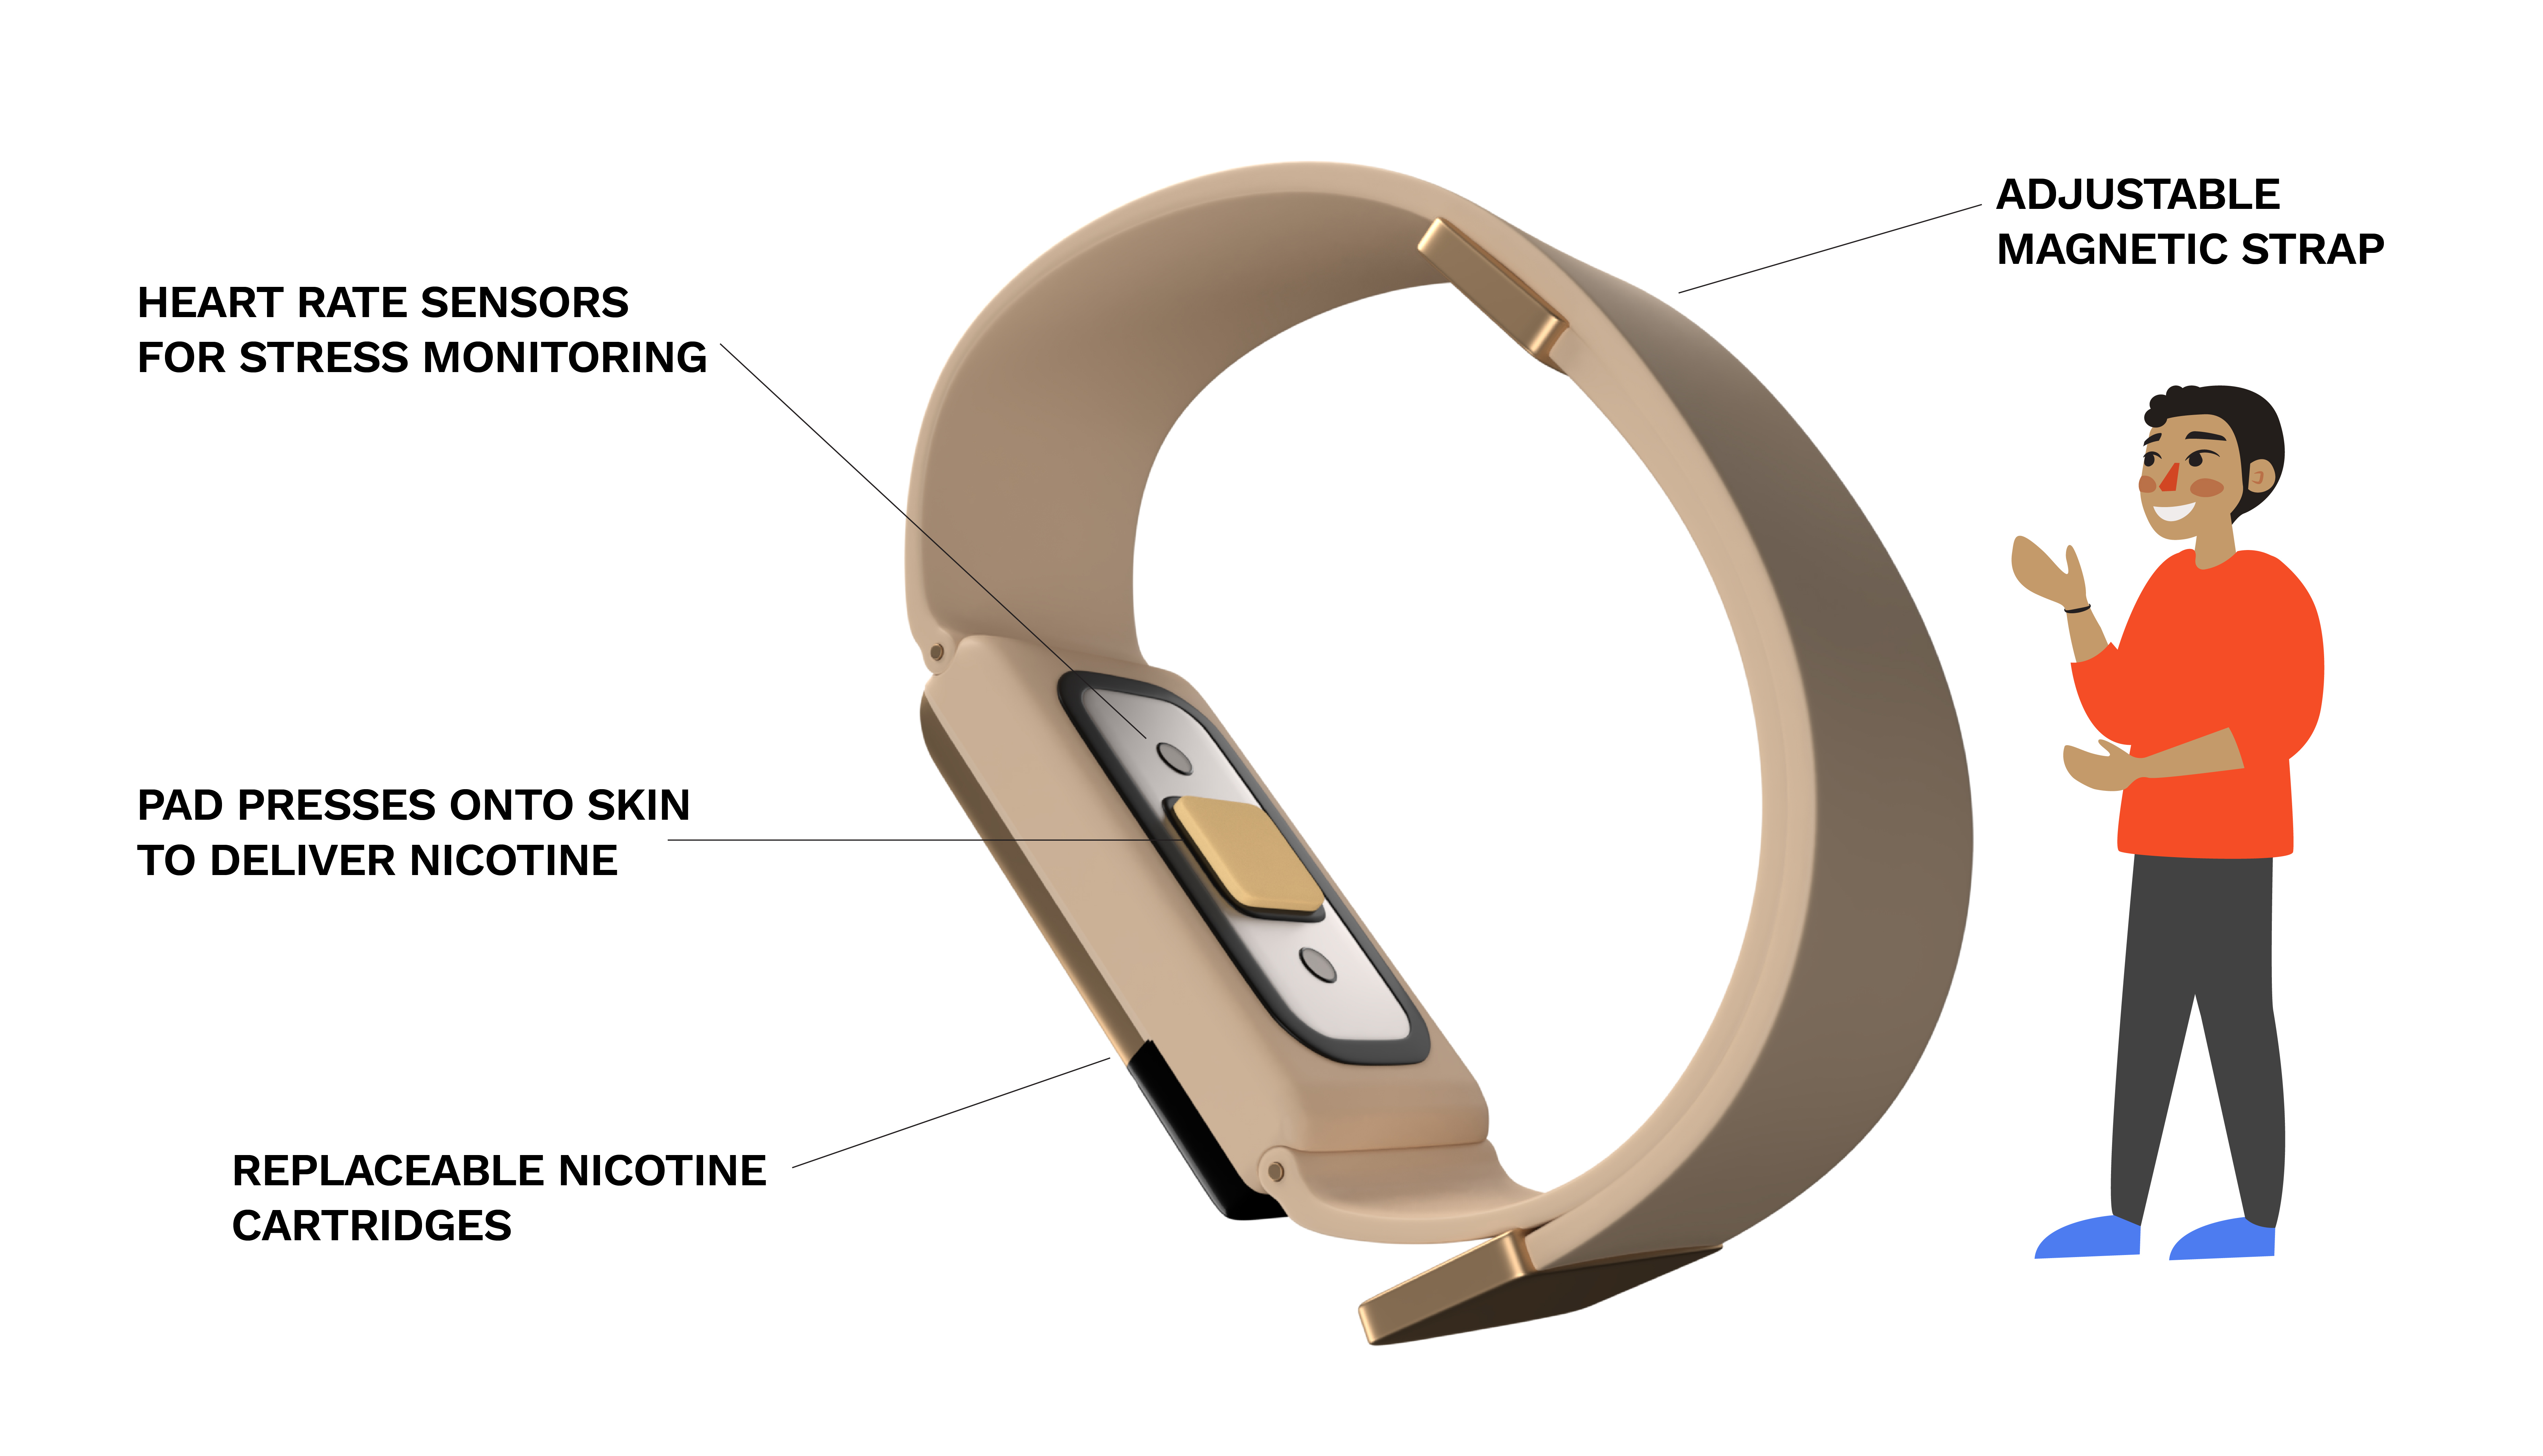 ADJUSTABLE
MAGNETIC STRAP
HEART RATE SENSORS
FOR STRESS MONITORING
PAD PRESSES ONTO SKIN
TO DELIVER NICOTINE
REPLACEABLE NICOTINE
CARTRIDGES